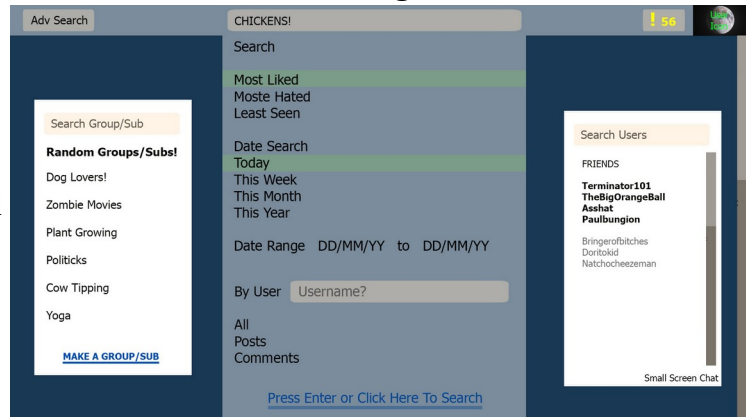 Adv Search
CHICKENS!
! 56
User
Search
Most Liked
Moste Hated
Least Seen
Date Search
Today
This Week
This Month
This Year
Date Range DD/MM/YY to DD/MM/YY
By User Username?
All
Posts
Comments
Press Enter or Click Here To Search
Search Group/Sub
Random Groups/Subs!
Dog Lovers!
Zombie Movies
Plant Growing
Politicks
Cow Tipping
Yoga
MAKE A GROUP/SUB
Search Users
FRIENDS
Terminator101
TheBigOrangeBall
Asshat
Paulbungion
Bringerofbitches
Doritokid
Natchocheezeman
Small Screen Chat